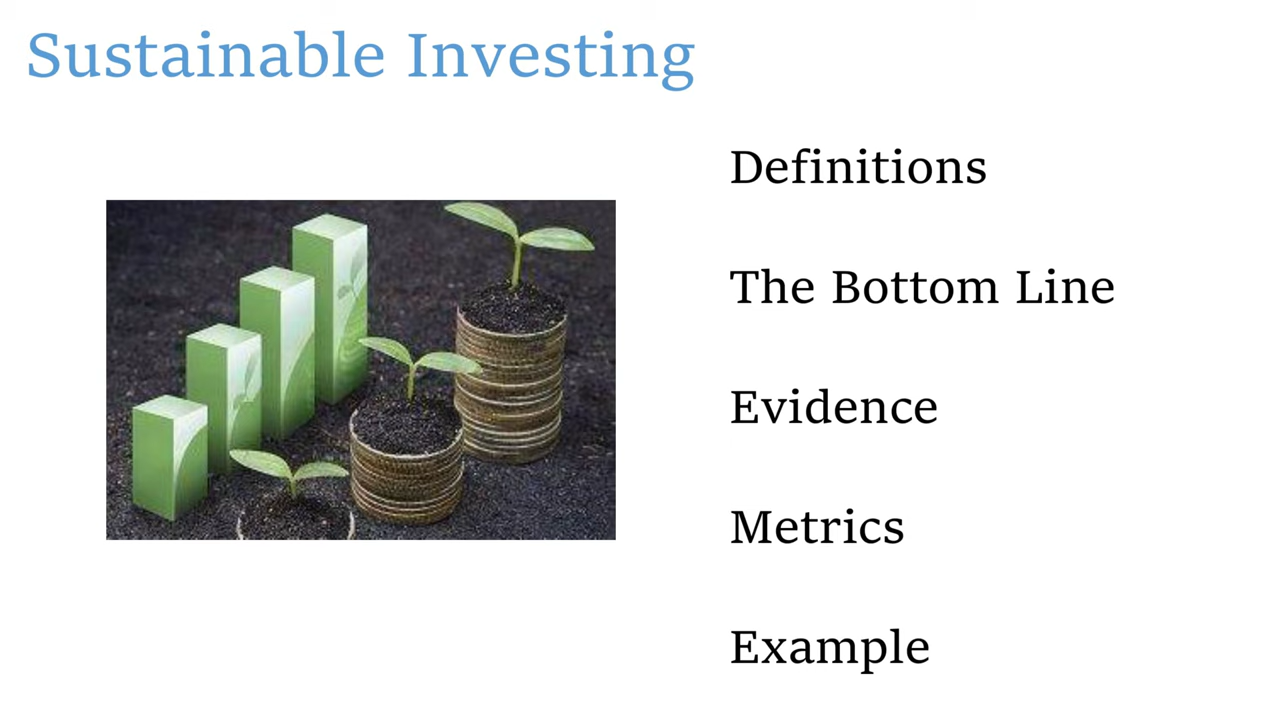 Sustainable Investing
Definitions
The Bottom Line
Evidence
Metrics
Example